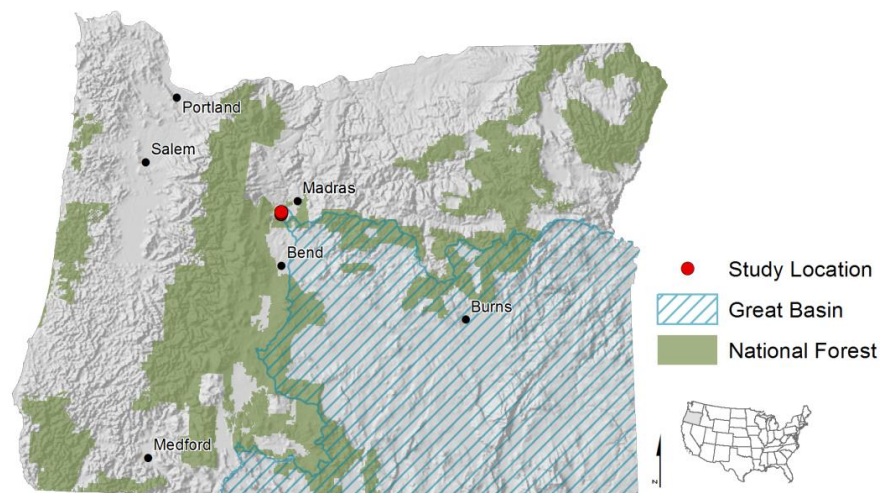 Portland
Salem
Madras
Bend
Burns
Medford
Study Location
Great Basin
National Forest
N